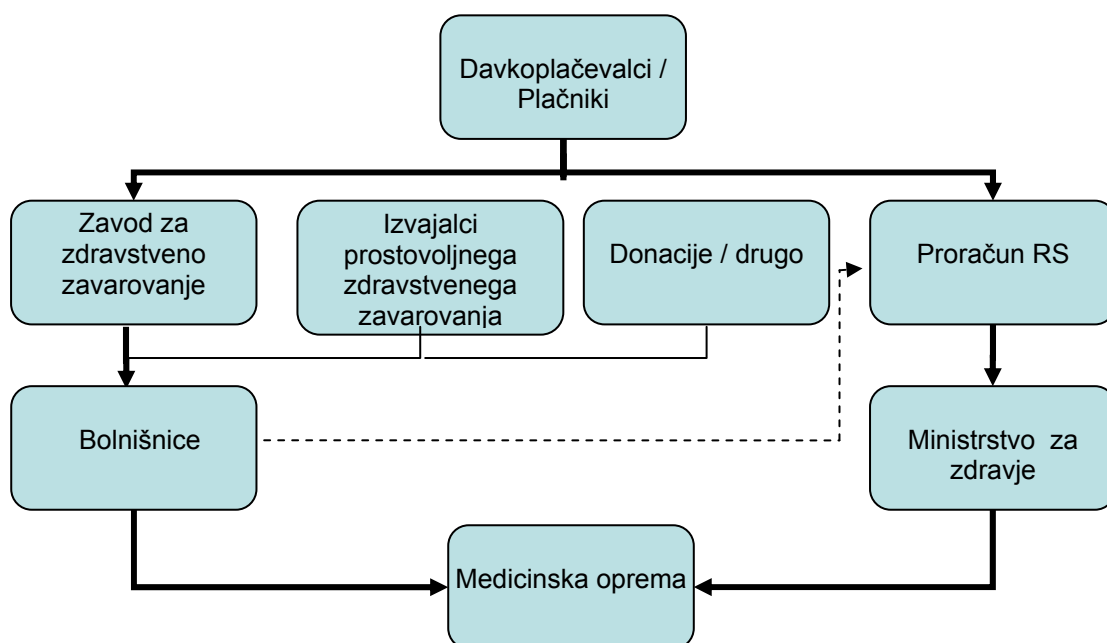 Davkoplačevalci /
Plačniki
Zavod za
zdravstveno
zavarovanje
Izvajalci
prostovoljnega
zdravstvenega
zavarovanja
Donacije / drugo
Proračun RS
Bolnišnice
Ministrstvo za
zdravje
Medicinska oprema